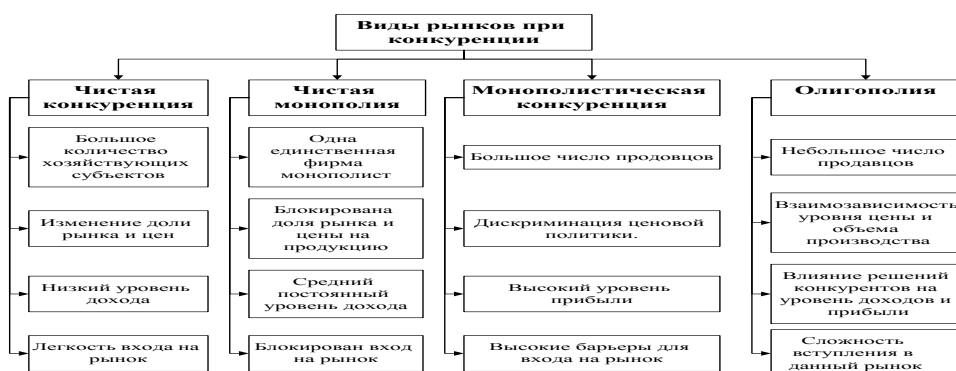 Виды рынков при
конкуренции
Чистая
конкуренция
Большое
количество
хозяйствующих
субъектов
Изменение доли
рынка и цен
Низкий уровень
дохода
Легкость входа на
рынок
Чистая
монополия
Одна
единственная
фирма
монополист
Блокирована
доля рынка и
цены на
продукцию
Средний
постоянный
уровень дохода
Блокирован вход
на рынок
Монополистическая
конкуренция
Большое число продовцов
Дискриминация ценовой
политики.
Высокий уровень
прибыли
Высокие барьеры для
входа на рынок
Олигополия
Небольшое число
продавцов
Взаимозависимость
уровня цены и
объема
производства
Влияние решений
конкурентов на
уровень доходов и
прибыли
Сложность
вступления в
данный рынок